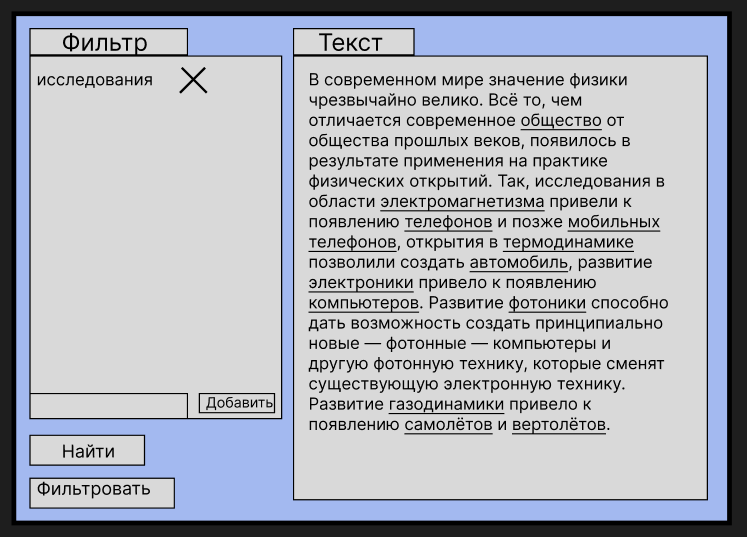 Фильтр
исследования
Добавить
Найти
Фильтровать
Текст
В современном мире значение физики
чрезвычайно велико. Всё то, чем
отличается современное общество от
общества прошлых веков, появилось в
результате применения на практике
физических открытий. Так, исследования в
области электромагнетизма привели к
появлению телефонов и позже мобильных
телефонов, открытия в термодинамике
позволили создать автомобиль, развитие
электроники привело к появлению
компьютеров. Развитие фотоники способно
дать возможность создать принципиально
новые — фотонные — компьютеры и
другую фотонную технику, которые сменят
существующую электронную технику.
Развитие газодинамики привело к
появлению самолётов и вертолётов.